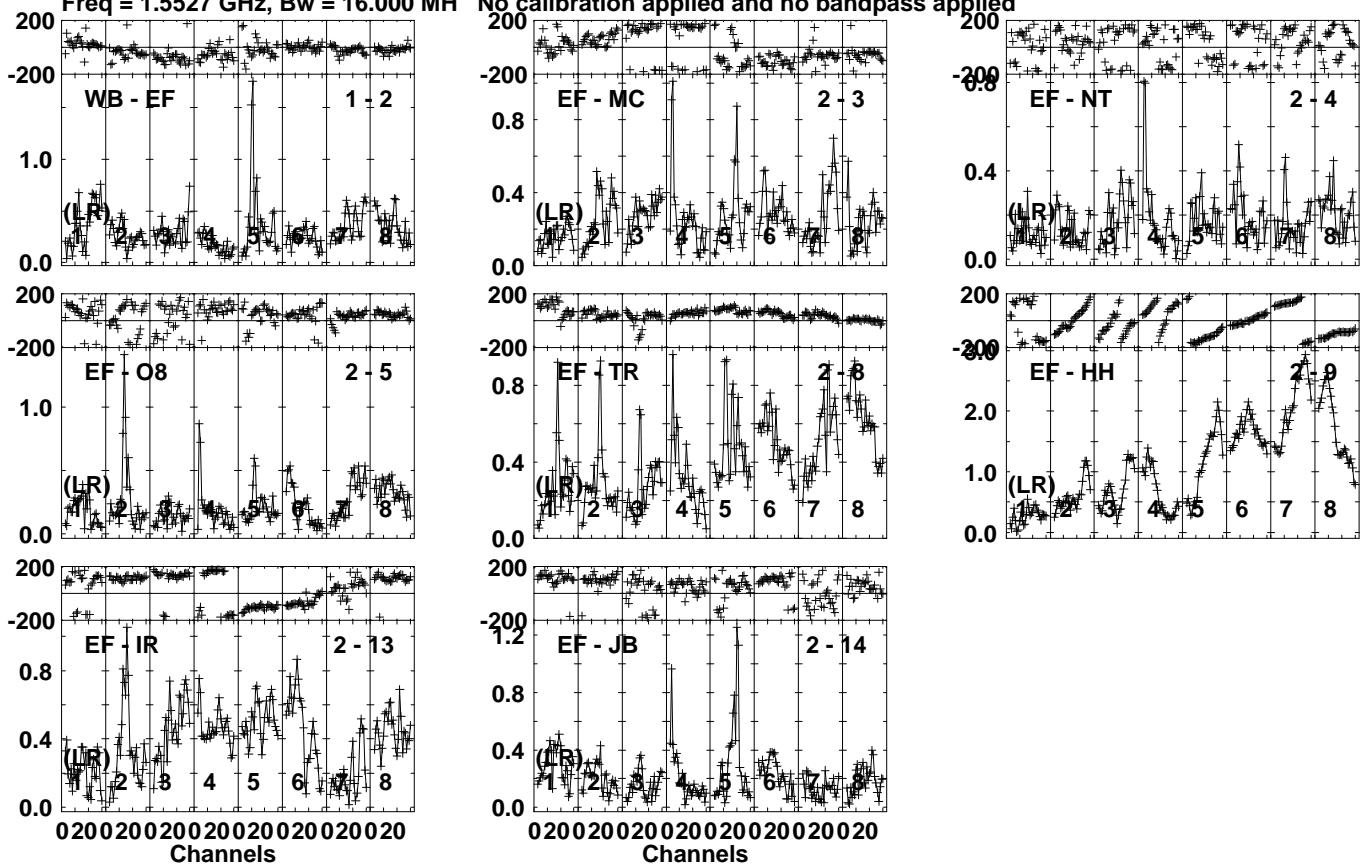 Freq = 1.5527 GHz, Bw = 16.000 MH No calibration applied and no bandpass applied
200
-200
WB - EF 1 - 2
1.0
0.0
(LR)
1 2 3 4 5 6 7 8
200
-200
EF - MC 2 - 3
0.8
0.4
0.0
(LR)
1 2 3 4 5 6 7 8
200
-200
0.8
EF - NT 2 - 4
0.4
0.0
(LR)
1 2 3 4 5 6 7 8
200
-200
EF - O8 2 - 5
1.0
0.0
(LR)
1 2 3 4 5 6 7 8
200
-200
EF - TR 2 - 8
0.8
0.4
0.0
(LR)
1 2 3 4 5 6 7 8
200
-200
3.0
EF - HH 2 - 9
2.0
1.0
0.0
(LR)
1 2 3 4 5 6 7 8
200
-200
EF - IR 2 - 13
0.8
0.4
0.0
(LR)
1 2 3 4 5 6 7 8
0 20 0 20 0 20 0 20 0 20 0 20 0 20 0 20
Channels
200
-200
1.2
EF - JB 2 - 14
0.8
0.4
0.0
(LR)
1 2 3 4 5 6 7 8
0 20 0 20 0 20 0 20 0 20 0 20 0 20 0 20
Channels